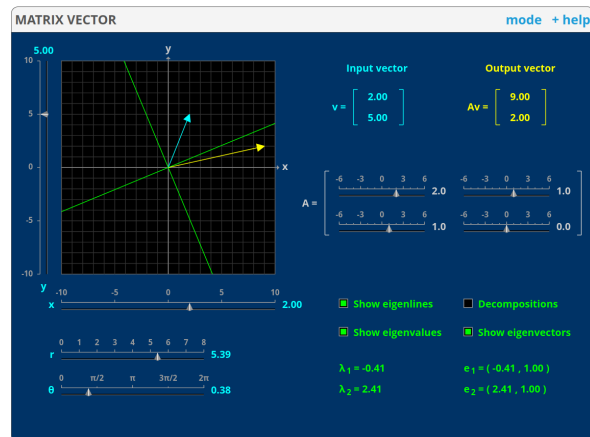 MATRIX VECTOR mode + help
5.00 y
10
5
0 x
-5
-10
y -10 -5 0 5 10
x 2.00
0 1 2 3 4 5 6 7 8
r 5.39
0 π/2 π 3π/2 2π
θ 0.38
Input vector Output vector
v = 2.00 5.00 Av = 9.00 2.00
-6 -3 0 3 6 -6 -3 0 3 6
2.0 1.0
A =
-6 -3 0 3 6 -6 -3 0 3 6
1.0 0.0
Show eigenlines Decompositions
Show eigenvalues Show eigenvectors
λ1 = -0.41 e1 = ( -0.41 , 1.00 )
λ2 = 2.41 e2 = ( 2.41 , 1.00 )